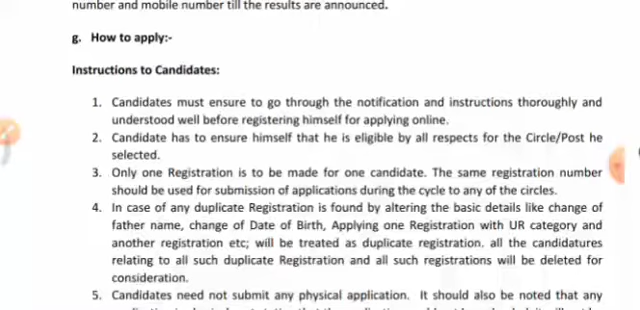 number and mobile number till the results are announced.
g. How to apply:-
Instructions to Candidates:
1. Candidates must ensure to go through the notification and instructions thoroughly and
understood well before registering himself for applying online.
2. Candidate has to ensure himself that he is eligible by all respects for the Circle/Post he
selected.
3. Only one Registration is to be made for one candidate. The same registration number
should be used for submission of applications during the cycle to any of the circles.
4. In case of any duplicate Registration is found by altering the basic details like change of
father name, change of Date of Birth, Applying one Registration with UR category and
another registration etc; will be treated as duplicate registration. all the candidatures
relating to all such duplicate Registration and all such registrations will be deleted for
consideration.
5. Candidates need not submit any physical application. It should also be noted that any